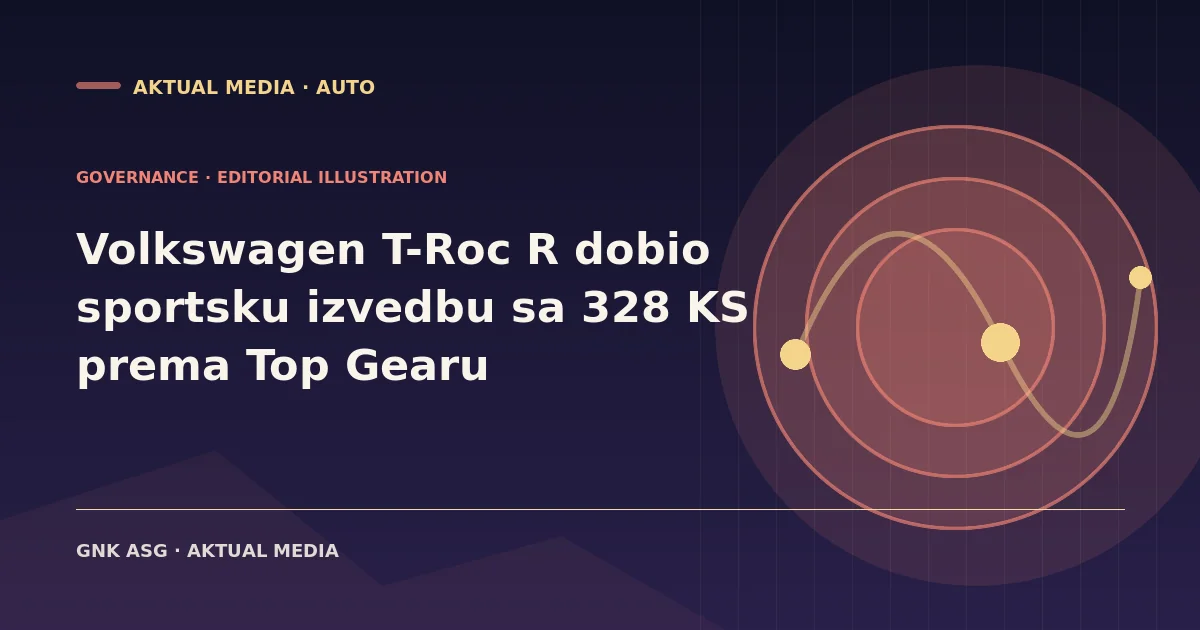 AKTUAL MEDIA · AUTO
GOVERNANCE · EDITORIAL ILLUSTRATION
Volkswagen T-Roc R dobio
sportsku izvedbu sa 328 KS
prema Top Gearu
GNK ASG · AKTUAL MEDIA